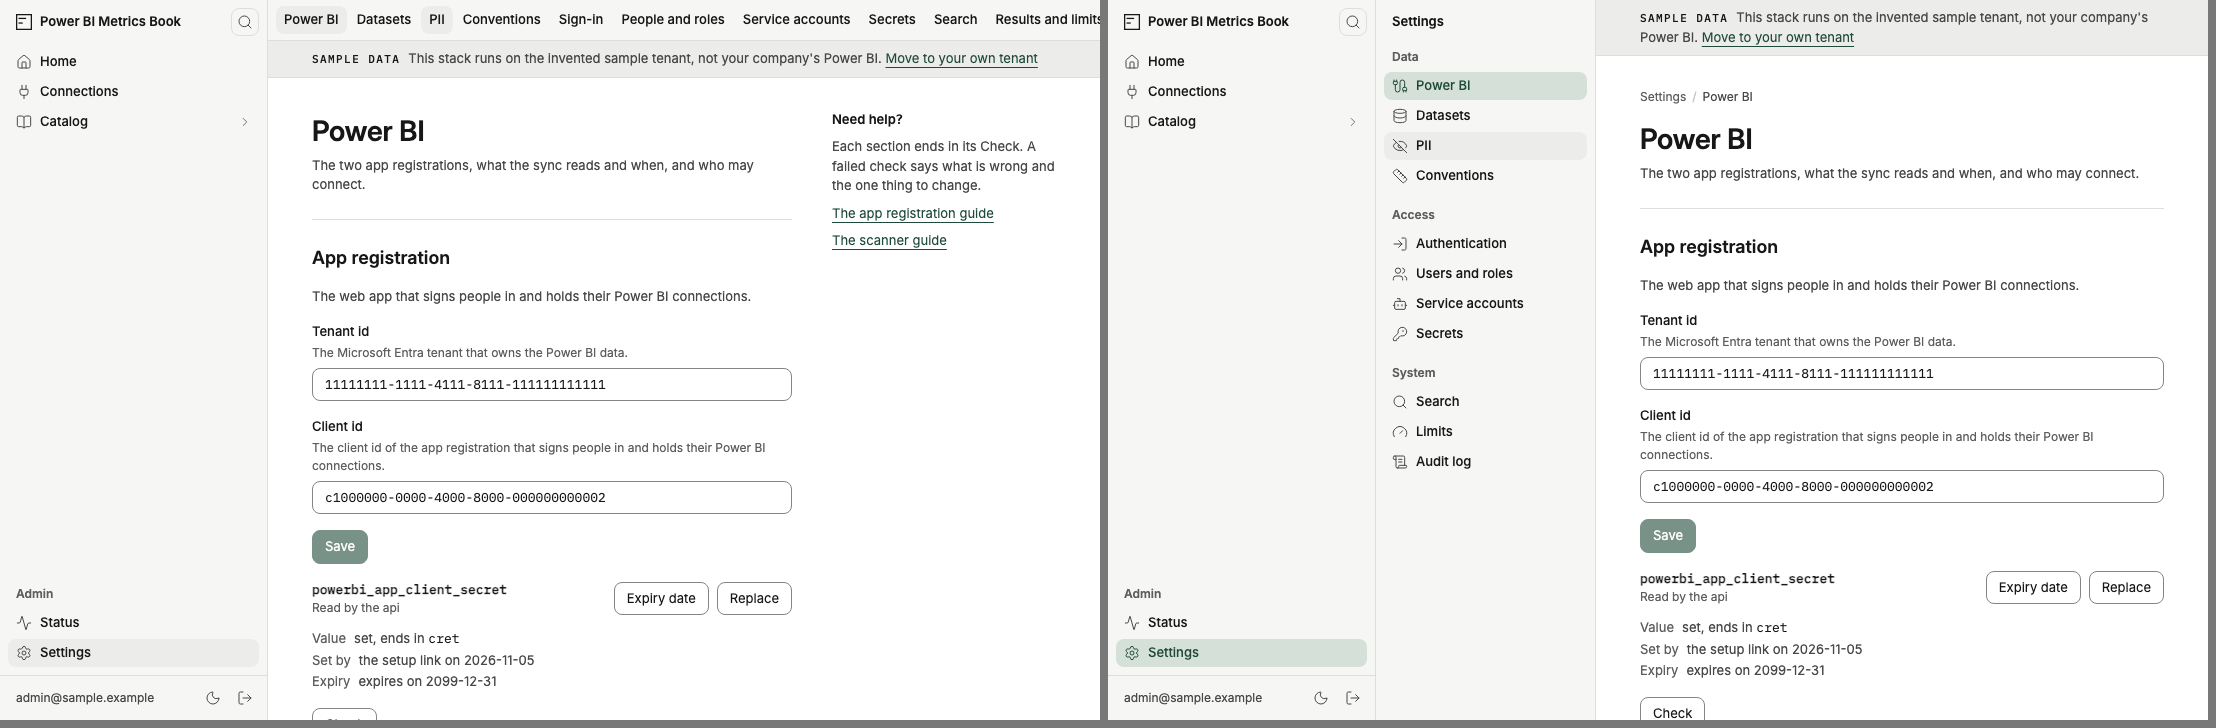 Power BI Metrics Book
Home
Connections
Catalog
Admin
Status
Settings
admin@sample.example
Power BI Datasets PII Conventions Sign-in People and roles Service accounts Secrets Search Results and limits
SAMPLE DATA This stack runs on the invented sample tenant, not your company's Power BI. Move to your own tenant
Power BI
The two app registrations, what the sync reads and when, and who may
connect.
App registration
The web app that signs people in and holds their Power BI connections.
Tenant id
The Microsoft Entra tenant that owns the Power BI data.
11111111-1111-4111-8111-111111111111
Client id
The client id of the app registration that signs people in and holds their Power BI
connections.
c1000000-0000-4000-8000-000000000002
Save
powerbi_app_client_secret
Read by the api
Expiry date
Replace
Value set, ends in cret
Set by the setup link on 2026-11-05
Expiry expires on 2099-12-31
Need help?
Each section ends in its Check. A
failed check says what is wrong and
the one thing to change.
The app registration guide
The scanner guide
Power BI Metrics Book
Home
Connections
Catalog
Admin
Status
Settings
admin@sample.example
Settings
Data
Power BI
Datasets
PII
Conventions
Access
Authentication
Users and roles
Service accounts
Secrets
System
Search
Limits
Audit log
SAMPLE DATA This stack runs on the invented sample tenant, not your company's
Power BI. Move to your own tenant
Settings / Power BI
Power BI
The two app registrations, what the sync reads and when, and who may connect.
App registration
The web app that signs people in and holds their Power BI connections.
Tenant id
The Microsoft Entra tenant that owns the Power BI data.
11111111-1111-4111-8111-111111111111
Client id
The client id of the app registration that signs people in and holds their Power BI
connections.
c1000000-0000-4000-8000-000000000002
Save
powerbi_app_client_secret
Read by the api
Expiry date
Replace
Value set, ends in cret
Set by the setup link on 2026-11-05
Expiry expires on 2099-12-31
Check